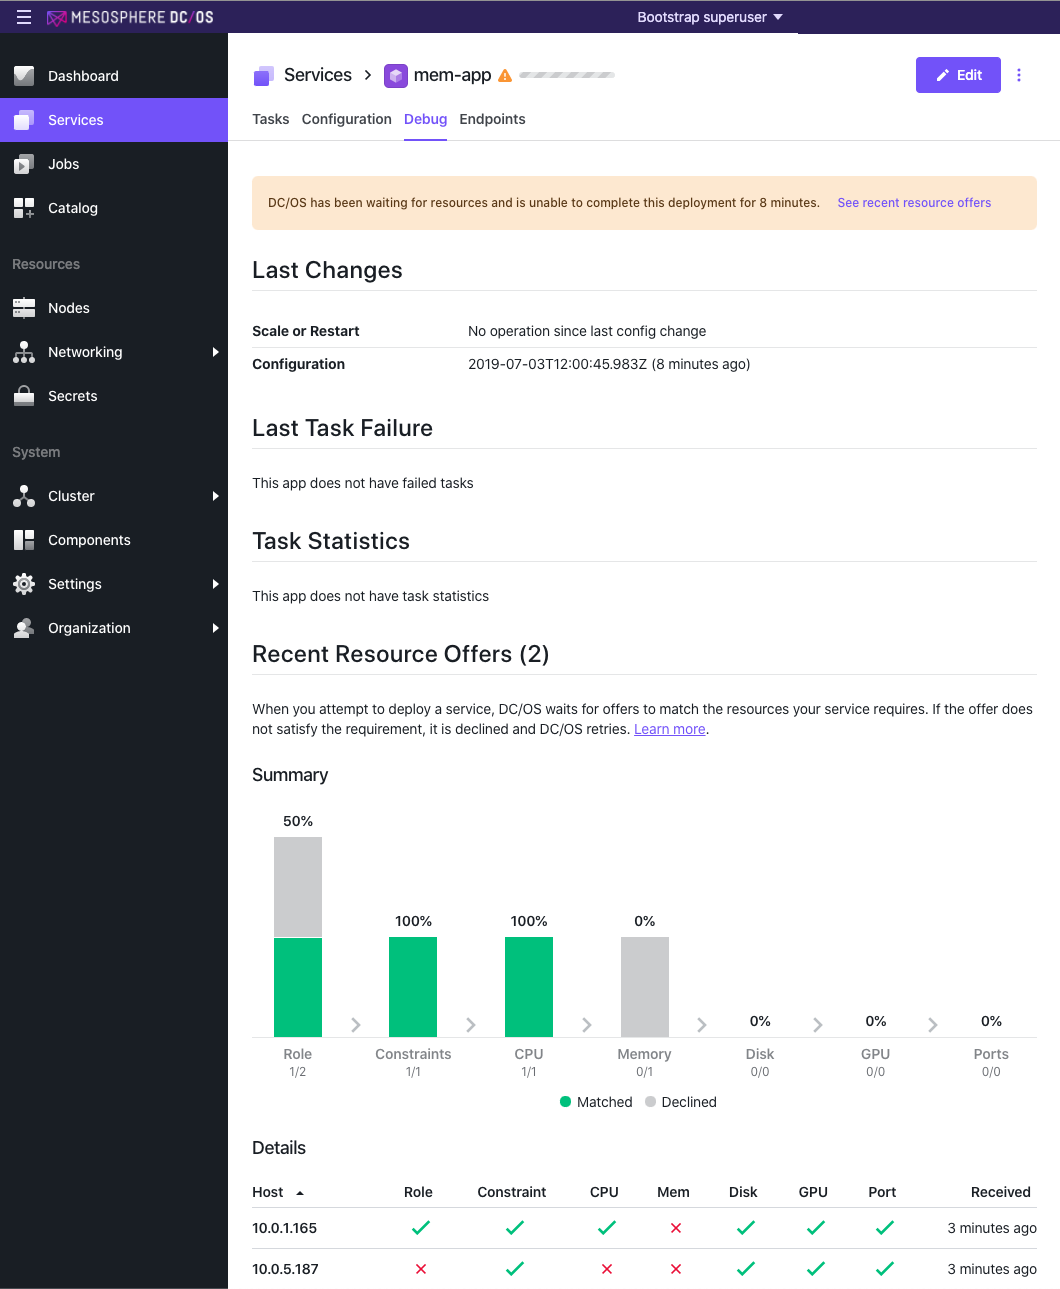 MESOSPHERE DC/OS
Bootstrap superuser
Dashboard
Services
Jobs
Catalog
Resources
Nodes
Networking
Secrets
System
Cluster
Components
Settings
Organization
Services > mem-app
Edit
Tasks Configuration Debug Endpoints
DC/OS has been waiting for resources and is unable to complete this deployment for 8 minutes. See recent resource offers
Last Changes
Scale or Restart No operation since last config change
Configuration 2019-07-03T12:00:45.983Z (8 minutes ago)
Last Task Failure
This app does not have failed tasks
Task Statistics
This app does not have task statistics
Recent Resource Offers (2)
When you attempt to deploy a service, DC/OS waits for offers to match the resources your service requires. If the offer does
not satisfy the requirement, it is declined and DC/OS retries. Learn more.
Summary
50%
100% 100% 0%
0% 0% 0%
Role Constraints CPU Memory Disk GPU Ports
1/2 1/1 1/1 0/1 0/0 0/0 0/0
Matched Declined
Details
Host Role Constraint CPU Mem Disk GPU Port Received
10.0.1.165 3 minutes ago
10.0.5.187 3 minutes ago